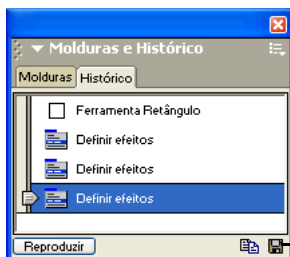 Molduras e Histórico
Molduras Histórico
Ferramenta Retângulo
Definir efeitos
Definir efeitos
Definir efeitos
Reproduzir